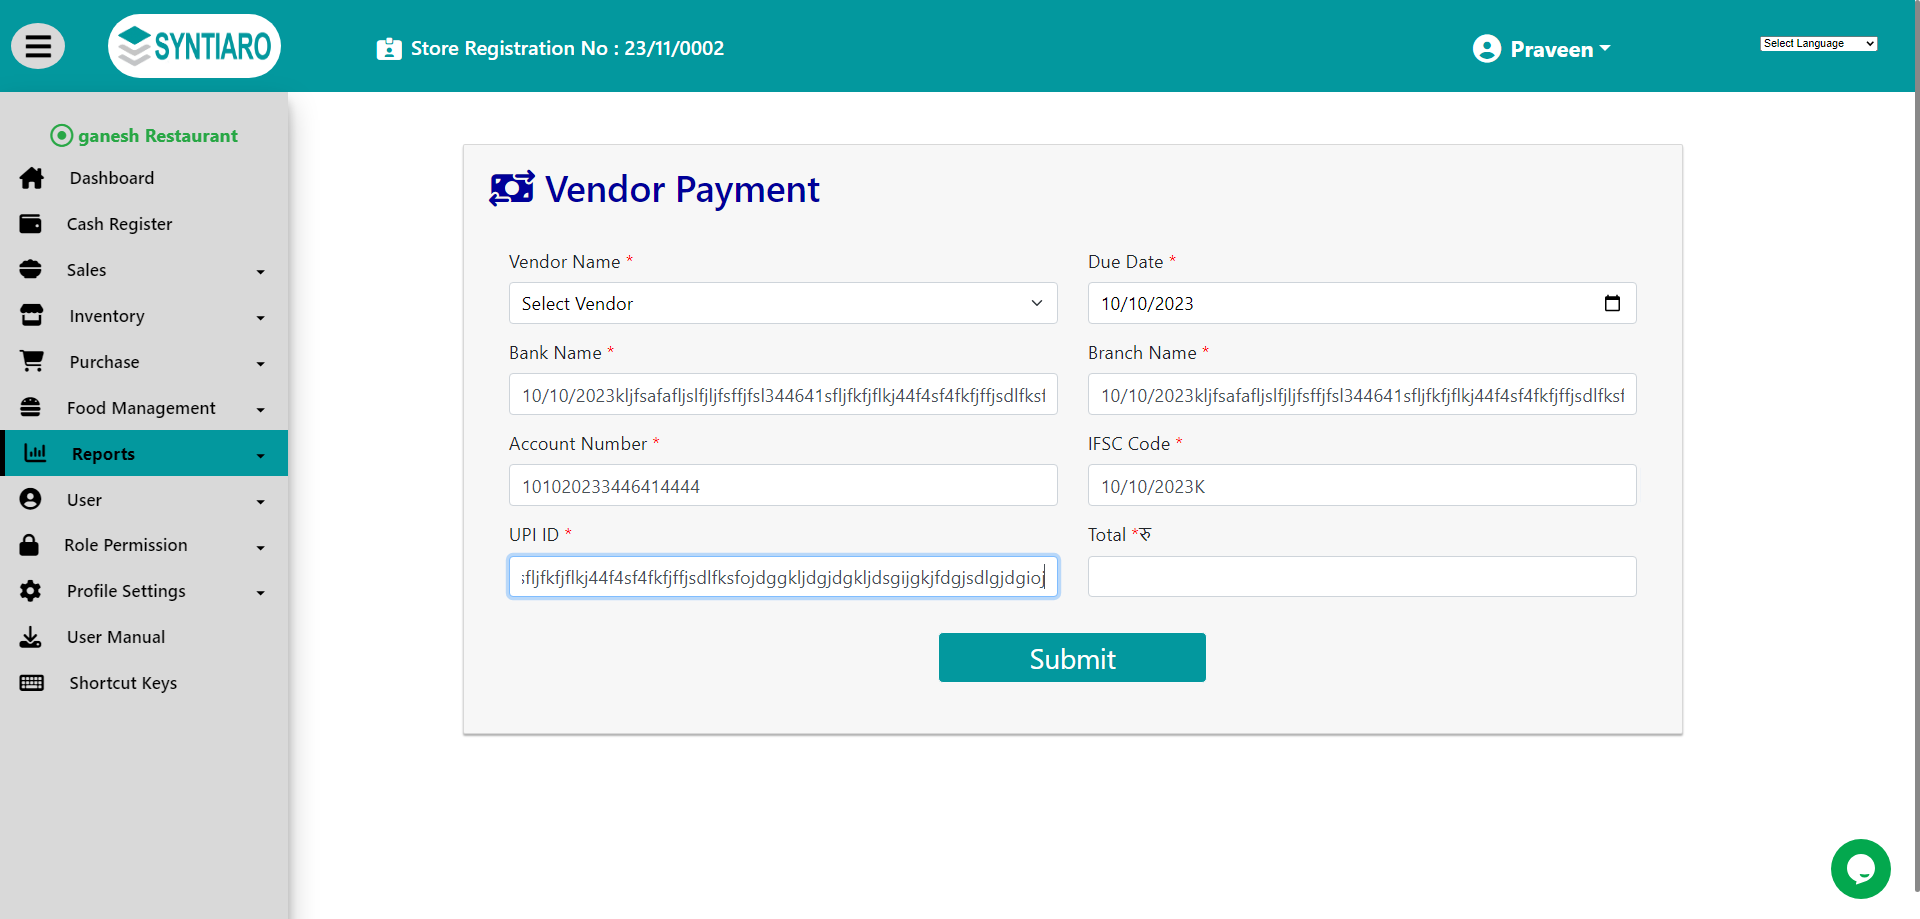 SYNTIARO
Store Registration No : 23/11/0002
Praveen
Select Language
ganesh Restaurant
Dashboard
Cash Register
Sales
Inventory
Purchase
Food Management
Reports
User
Role Permission
Profile Settings
User Manual
Shortcut Keys
Vendor Payment
Vendor Name *
Due Date *
Select Vendor
10/10/2023
Bank Name *
Branch Name *
10/10/2023kljfsafafljslfjljfsffjfsl344641sfljfkfjflkj44f4sf4fkfjffjsdlfksf
10/10/2023kljfsafafljslfjljfsffjfsl344641sfljfkfjflkj44f4sf4fkfjffjsdlfksf
Account Number *
IFSC Code *
101020233446414444
10/10/2023K
UPI ID *
Total *रु
sfljfkfjflkj44f4sf4fkfjffjsdlfksfojdggkljdgjdgkljdsgijgkjfdgjsdlgjdgioj
Submit